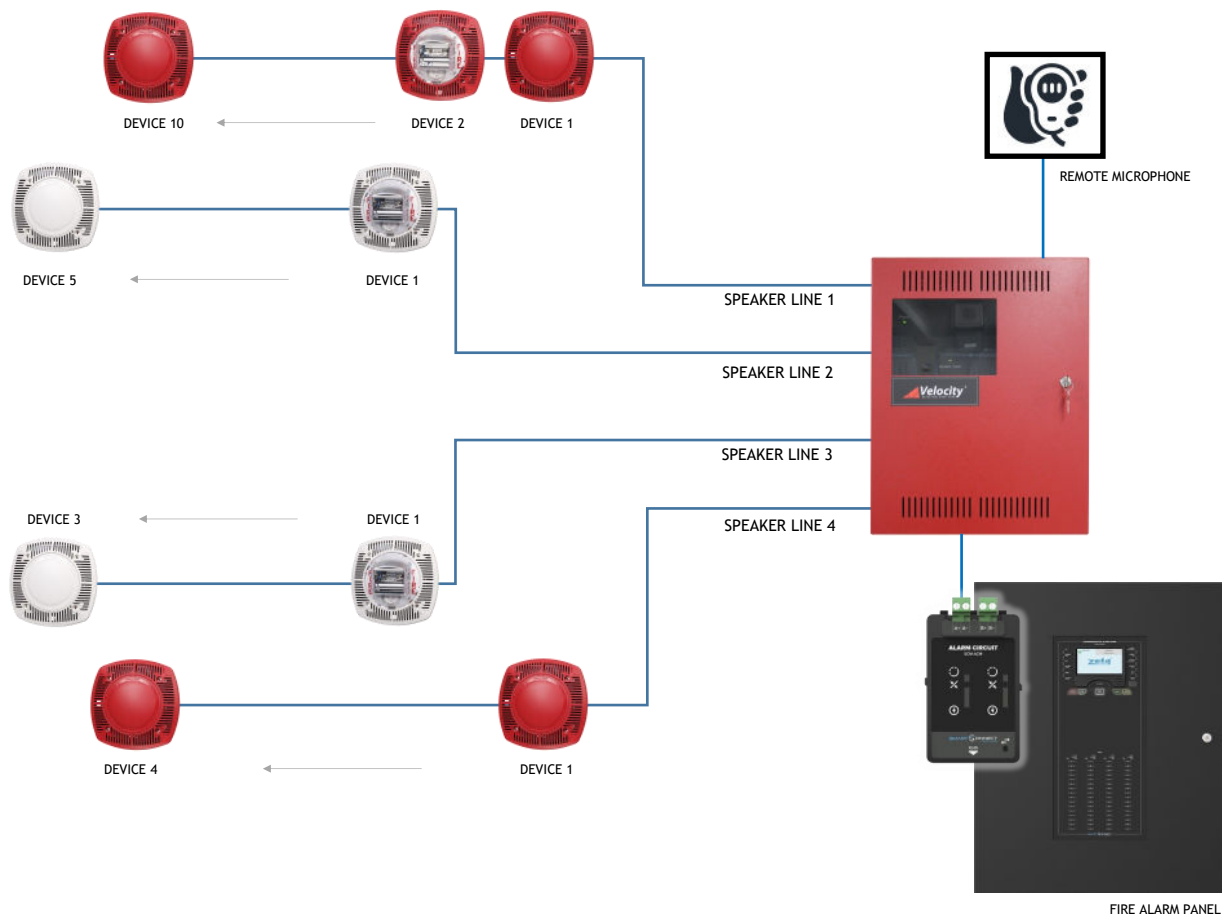 DEVICE 10
DEVICE 2
DEVICE 1
REMOTE MICROPHONE
DEVICE 5
DEVICE 1
SPEAKER LINE 1
SPEAKER LINE 2
Velocity
SPEAKER LINE 3
DEVICE 3
DEVICE 1
SPEAKER LINE 4
ALARM CIRCUIT
zeta
DEVICE 4
DEVICE 1
FIRE ALARM PANEL